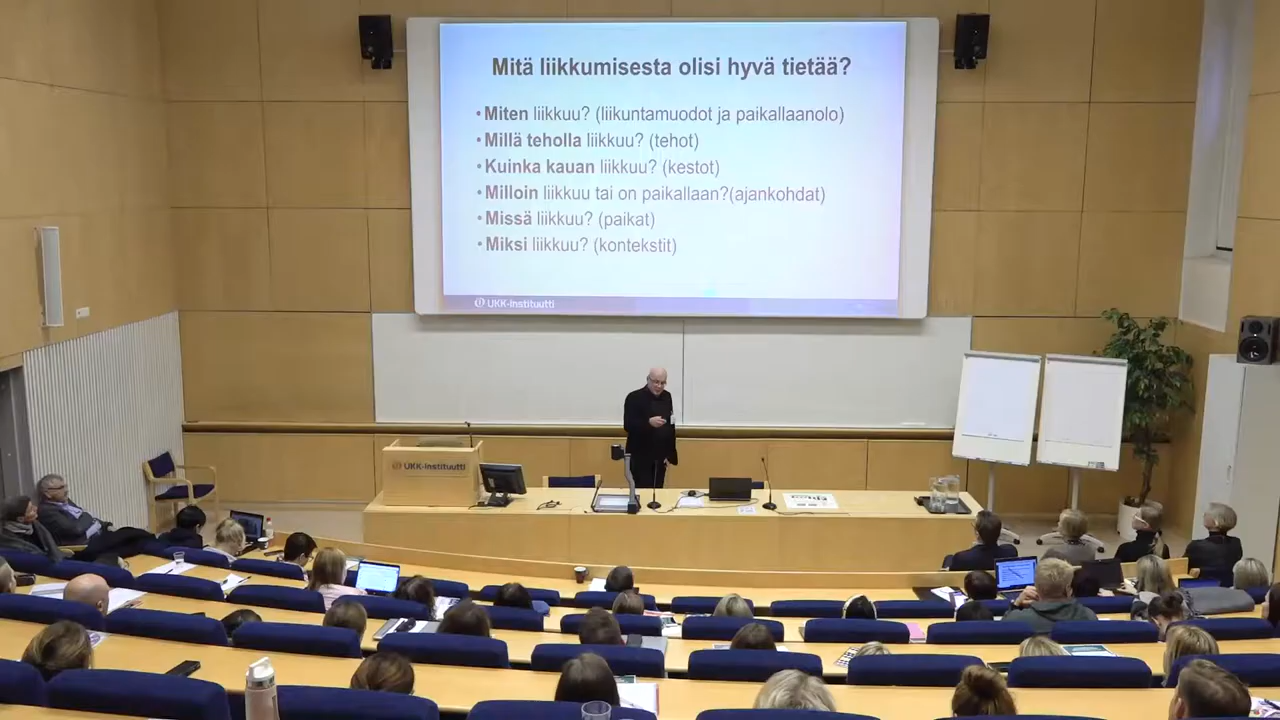 Mitä liikkumisesta olisi hyvä tietää?
• Miten liikkuu? (liikuntamuodot ja paikallaanolo)
• Millä teholla liikkuu? (tehot)
• Kuinka kauan liikkuu? (kestot)
• Milloin liikkuu tai on paikallaan?(ajankohdat)
• Missä liikkuu? (paikat)
• Miksi liikkuu? (kontekstit)
UKK-instituutti
UKK-instituutti